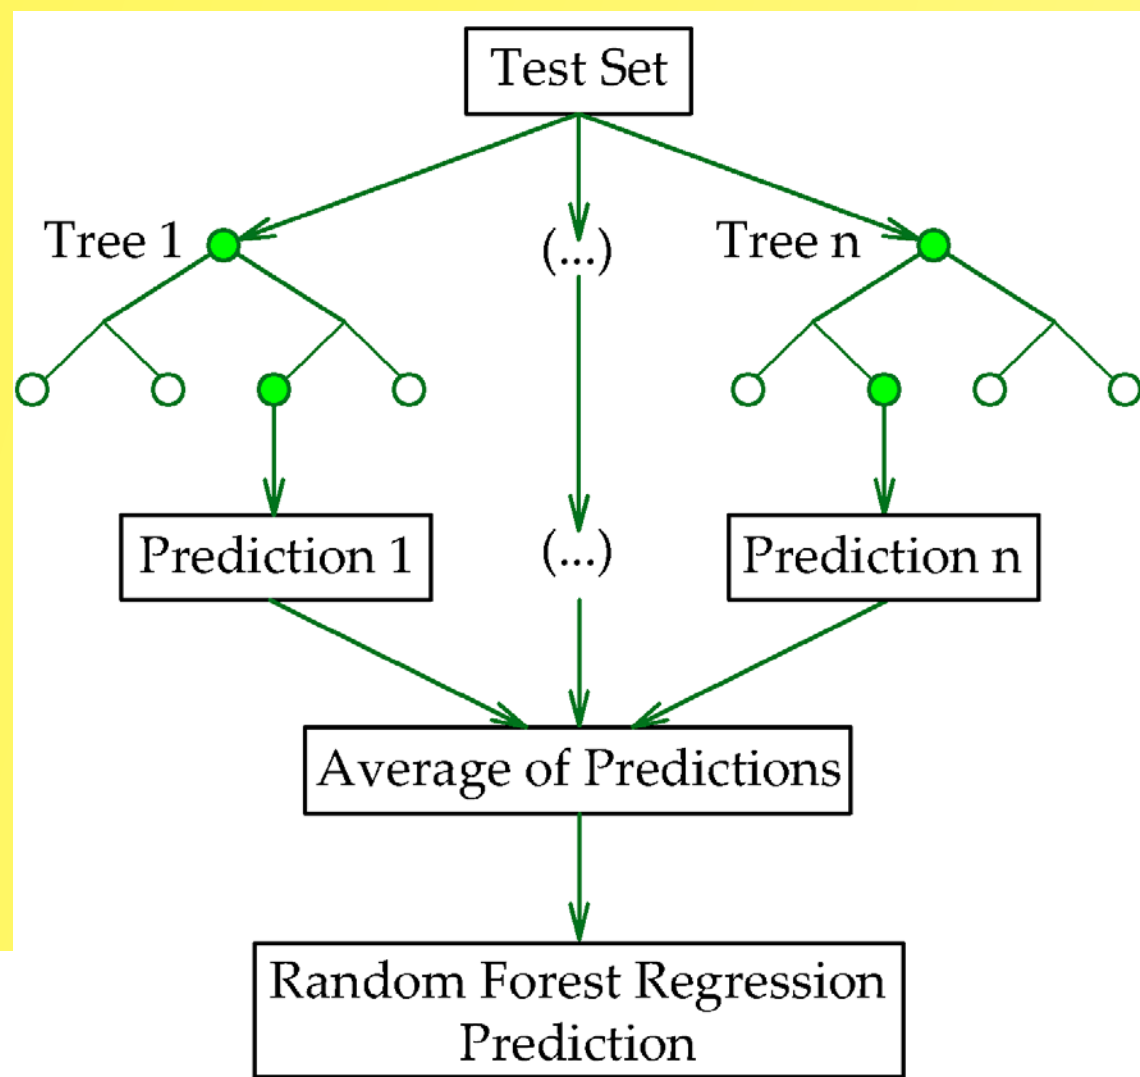 Test Set
Tree 1
(...)
Tree n
Prediction 1
(...)
Prediction n
Average of Predictions
Random Forest Regression
Prediction